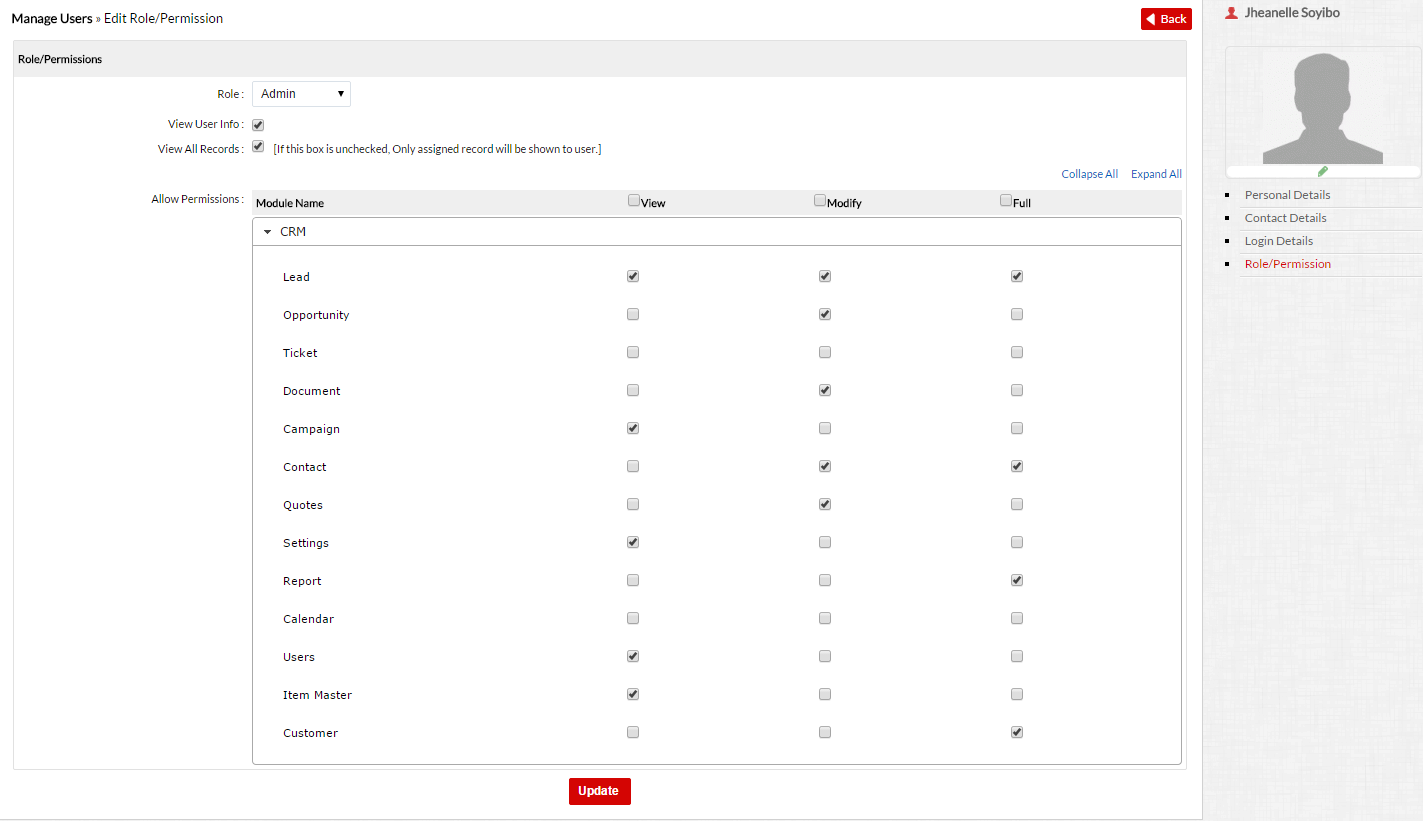 Manage Users » Edit Role/Permission
Back
Role/Permissions
Role :
Admin
View User Info :
View All Records :
[If this box is unchecked, Only assigned record will be shown to user.]
Collapse All Expand All
Allow Permissions :
Module Name View Modify Full
CRM
Lead
Opportunity
Ticket
Document
Campaign
Contact
Quotes
Settings
Report
Calendar
Users
Item Master
Customer
Update
Jheanelle Soyibo
Personal Details
Contact Details
Login Details
Role/Permission